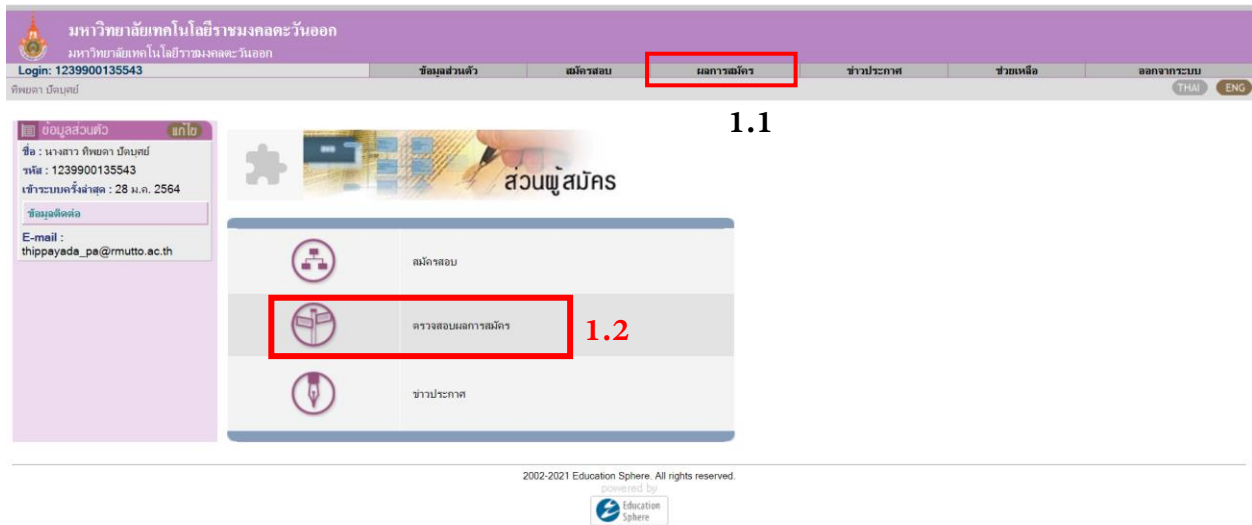 มหาวิทยาลัยเทคโนโลยีราชมงคลตะวันออก
มหาวิทยาลัยเทคโนโลยีราชมงคลตะวันออก
Login: 1239900135543 ข้อมูลส่วนตัว สมัครสอบ ผลการสมัคร ข่าวประกาศ ช่วยเหลือ ออกจากระบบ
ทิพยดา ปัดบุศย์ THAI ENG
1.1
ข้อมูลส่วนตัว แก้ไข
ชื่อ : นางสาว ทิพยดา ปัดบุศย์
รหัส : 1239900135543
เข้าระบบครั้งล่าสุด : 28 ม.ค. 2564
ข้อมูลติดต่อ
E-mail :
thippayada_pa@rmutto.ac.th
ส่วนผู้สมัคร
สมัครสอบ
ตรวจสอบผลการสมัคร 1.2
ข่าวประกาศ
2002-2021 Education Sphere. All rights reserved.
powered by
Education
Sphere